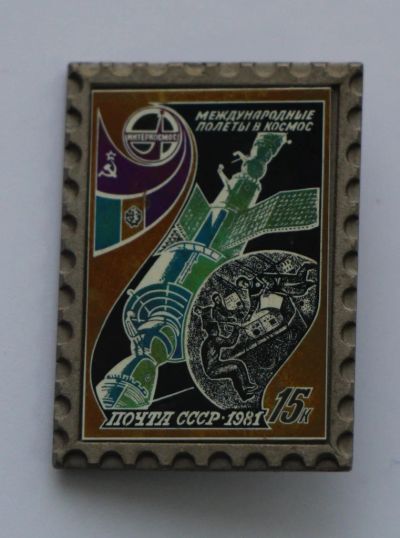 ИНТЕРКОСМОС
МЕЖДУНАРОДНЫЕ
ПОЛЕТЫ В КОСМОС
ПОЧТА СССР·1981
15к